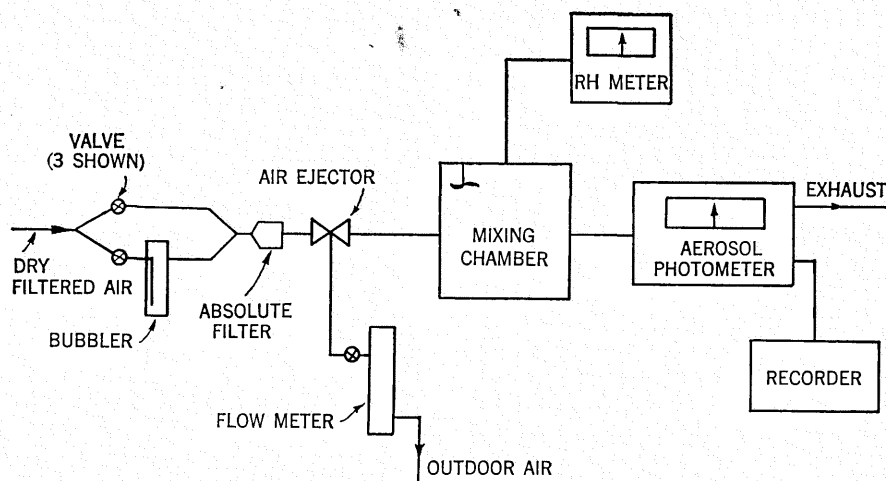 RH METER
VALVE
(3 SHOWN)
AIR EJECTOR
EXHAUST
MIXING
CHAMBER
AEROSOL
PHOTOMETER
DRY
FILTERED AIR
ABSOLUTE
FILTER
BUBBLER
RECORDER
FLOW METER
OUTDOOR AIR